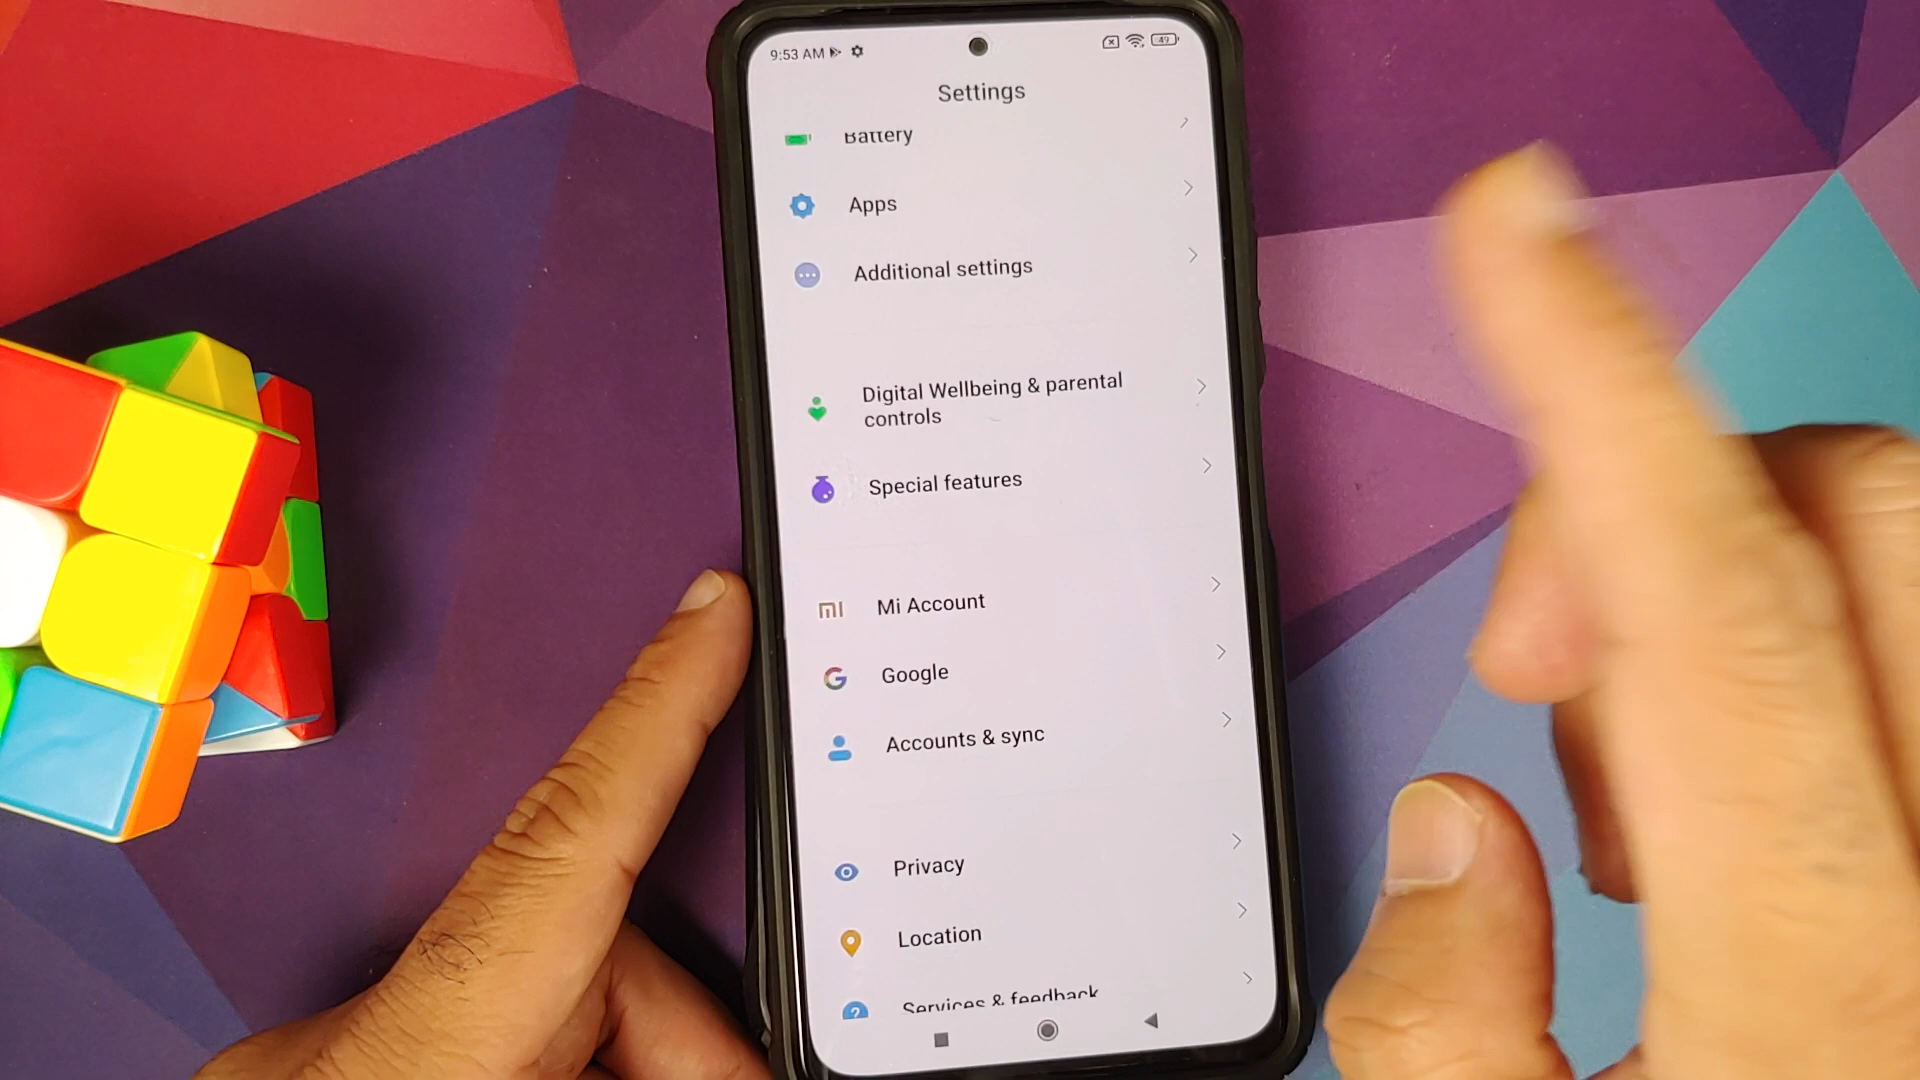 9:53 AM
49
Settings
Battery
Apps
Additional settings
Digital Wellbeing & parental
controls
Special features
Mi Account
Google
Accounts & sync
Privacy
Location
Services & feedback